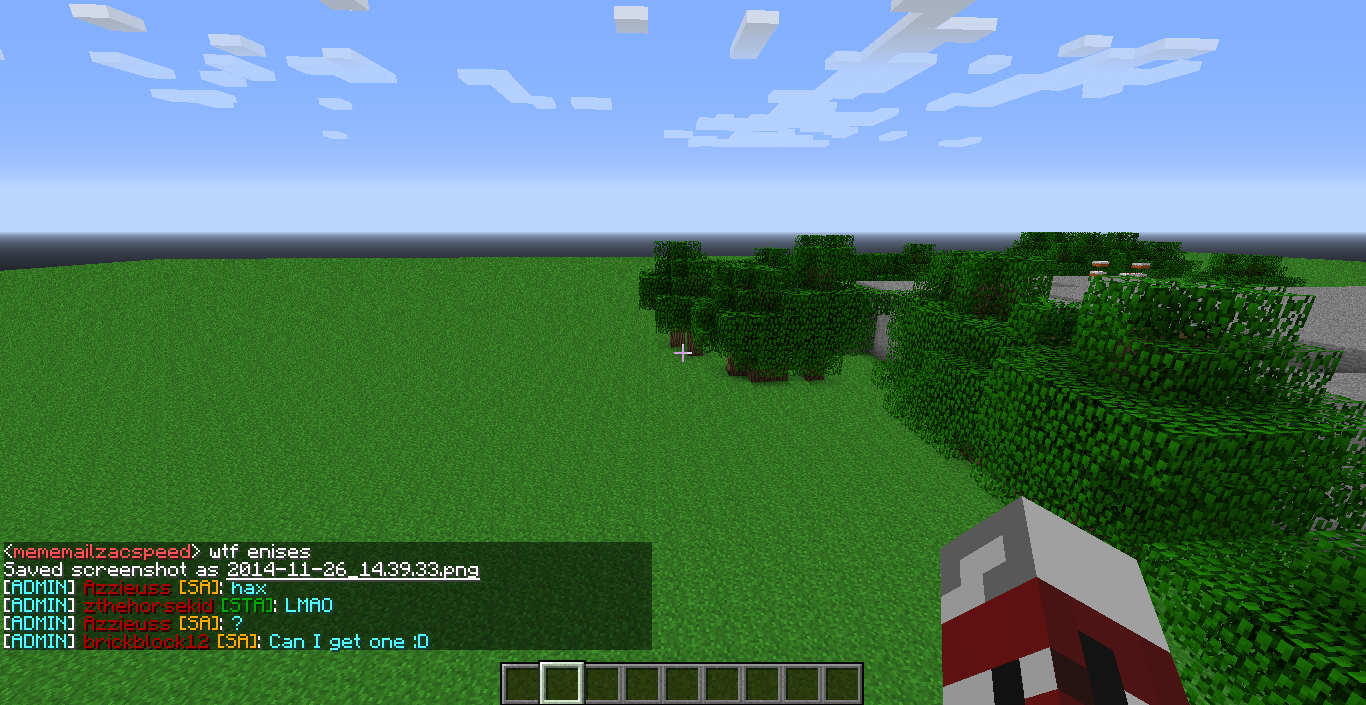 <mememailzacspeed> wtf enises
Saved screenshot as 2014-11-26_14.39.33.png
[ADMIN] Azzieuss [SA]: hax
[ADMIN] zthehorsekid [STA]: LMAO
[ADMIN] Azzieuss [SA]: ?
[ADMIN] brickblock12 [SA]: Can I get one :D